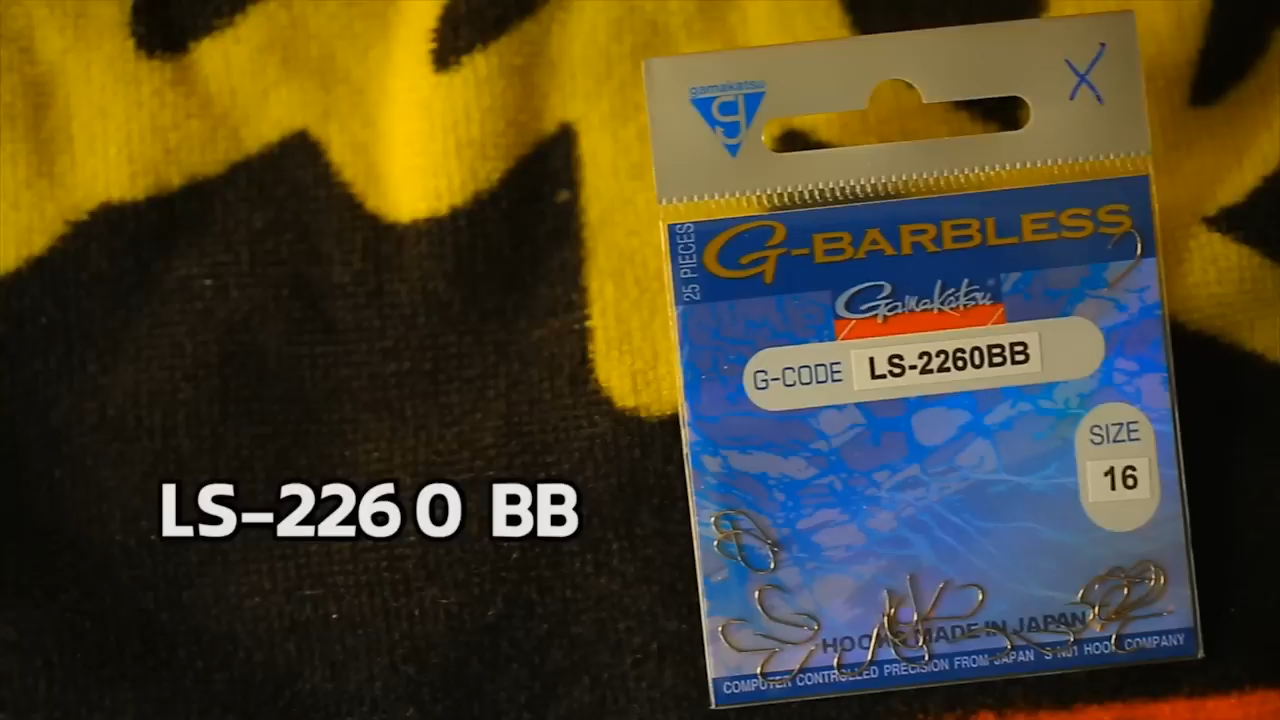 gamakatsu
X
25 PIECES
G-BARBLESS
Gamakatsu
G-CODE LS-2260BB
SIZE
16
LS-2260 BB
HOOKS MADE IN JAPAN
COMPUTER CONTROLLED PRECISION FROM JAPAN'S NO1 HOOK COMPANY